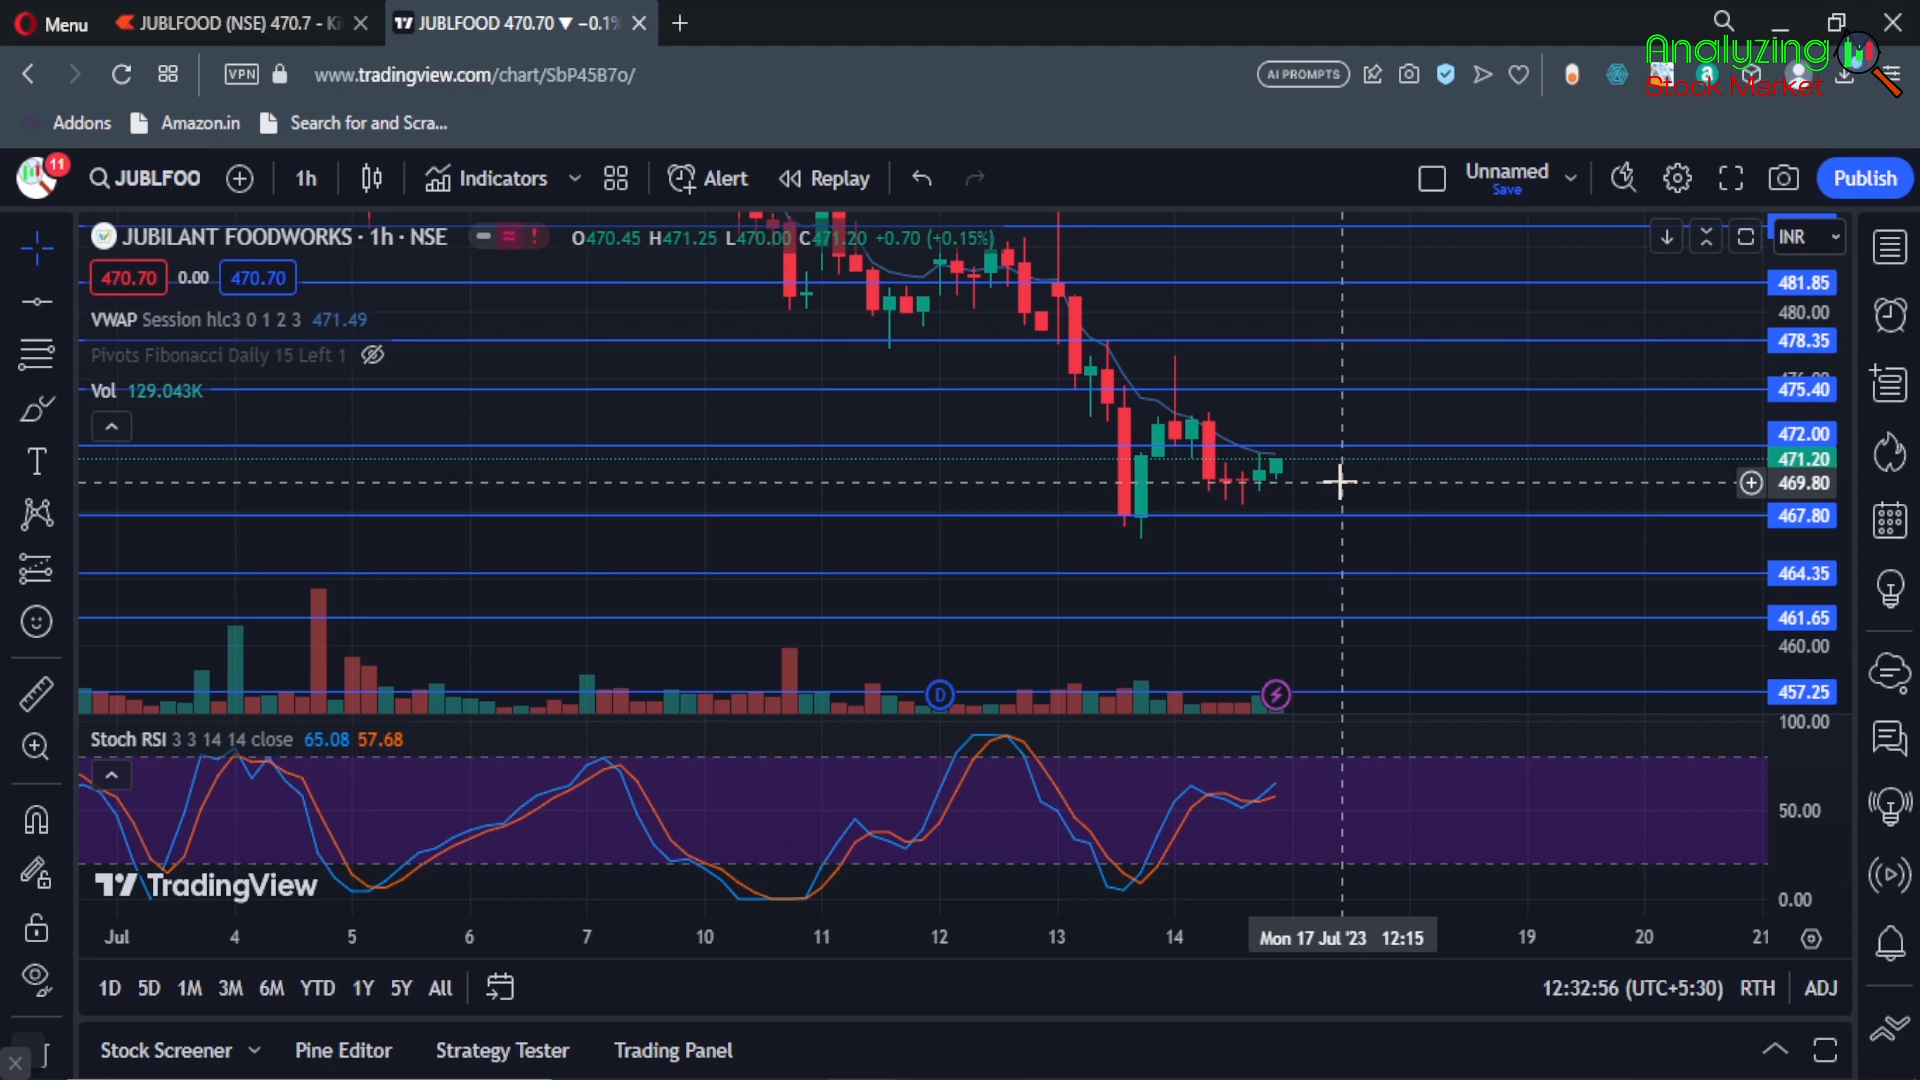 Menu
JUBLFOOD (NSE) 470.7 - Ki
JUBLFOOD 470.70 ▼ −0.1%
VPN
www.tradingview.com/chart/SbP45B7o/
AI PROMPTS
Analyzing
Stock Market
Addons
Amazon.in
Search for and Scra...
11
JUBLFOO
1h
Indicators
Alert
Replay
Unnamed
Save
Publish
JUBILANT FOODWORKS · 1h · NSE
O470.45 H471.25 L470.00 C471.20 +0.70 (+0.15%)
INR
470.70
0.00
470.70
481.85
480.00
VWAP Session hlc3 0 1 2 3 471.49
478.35
Pivots Fibonacci Daily 15 Left 1
476.00
475.40
Vol 129.043K
472.00
471.20
469.80
467.80
464.35
461.65
460.00
457.25
D
100.00
Stoch RSI 3 3 14 14 close 65.08 57.68
50.00
TradingView
0.00
Jul 4 5 6 7 10 11 12 13 14 Mon 17 Jul '23 12:15 19 20 21
1D 5D 1M 3M 6M YTD 1Y 5Y All
12:32:56 (UTC+5:30) RTH ADJ
Stock Screener
Pine Editor
Strategy Tester
Trading Panel